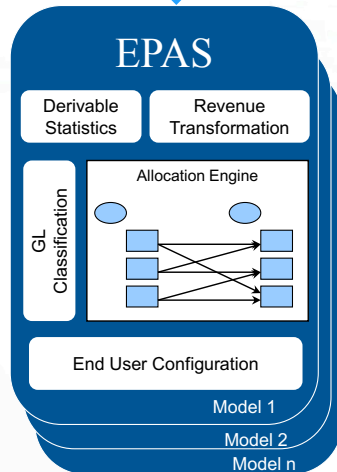 EPAS
Derivable
Statistics
Revenue
Transformation
GL
Classification
Allocation Engine
End User Configuration
Model 1
Model 2
Model n